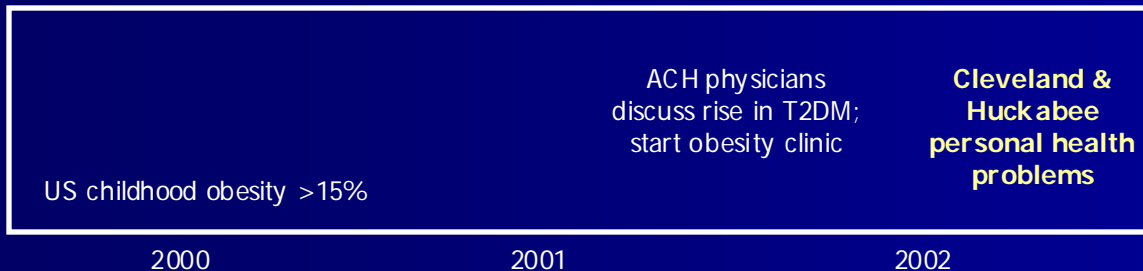 ACH physicians
discuss rise in T2DM;
start obesity clinic
Cleveland &
Huckabee
personal health
problems
US childhood obesity >15%
2000
2001
2002